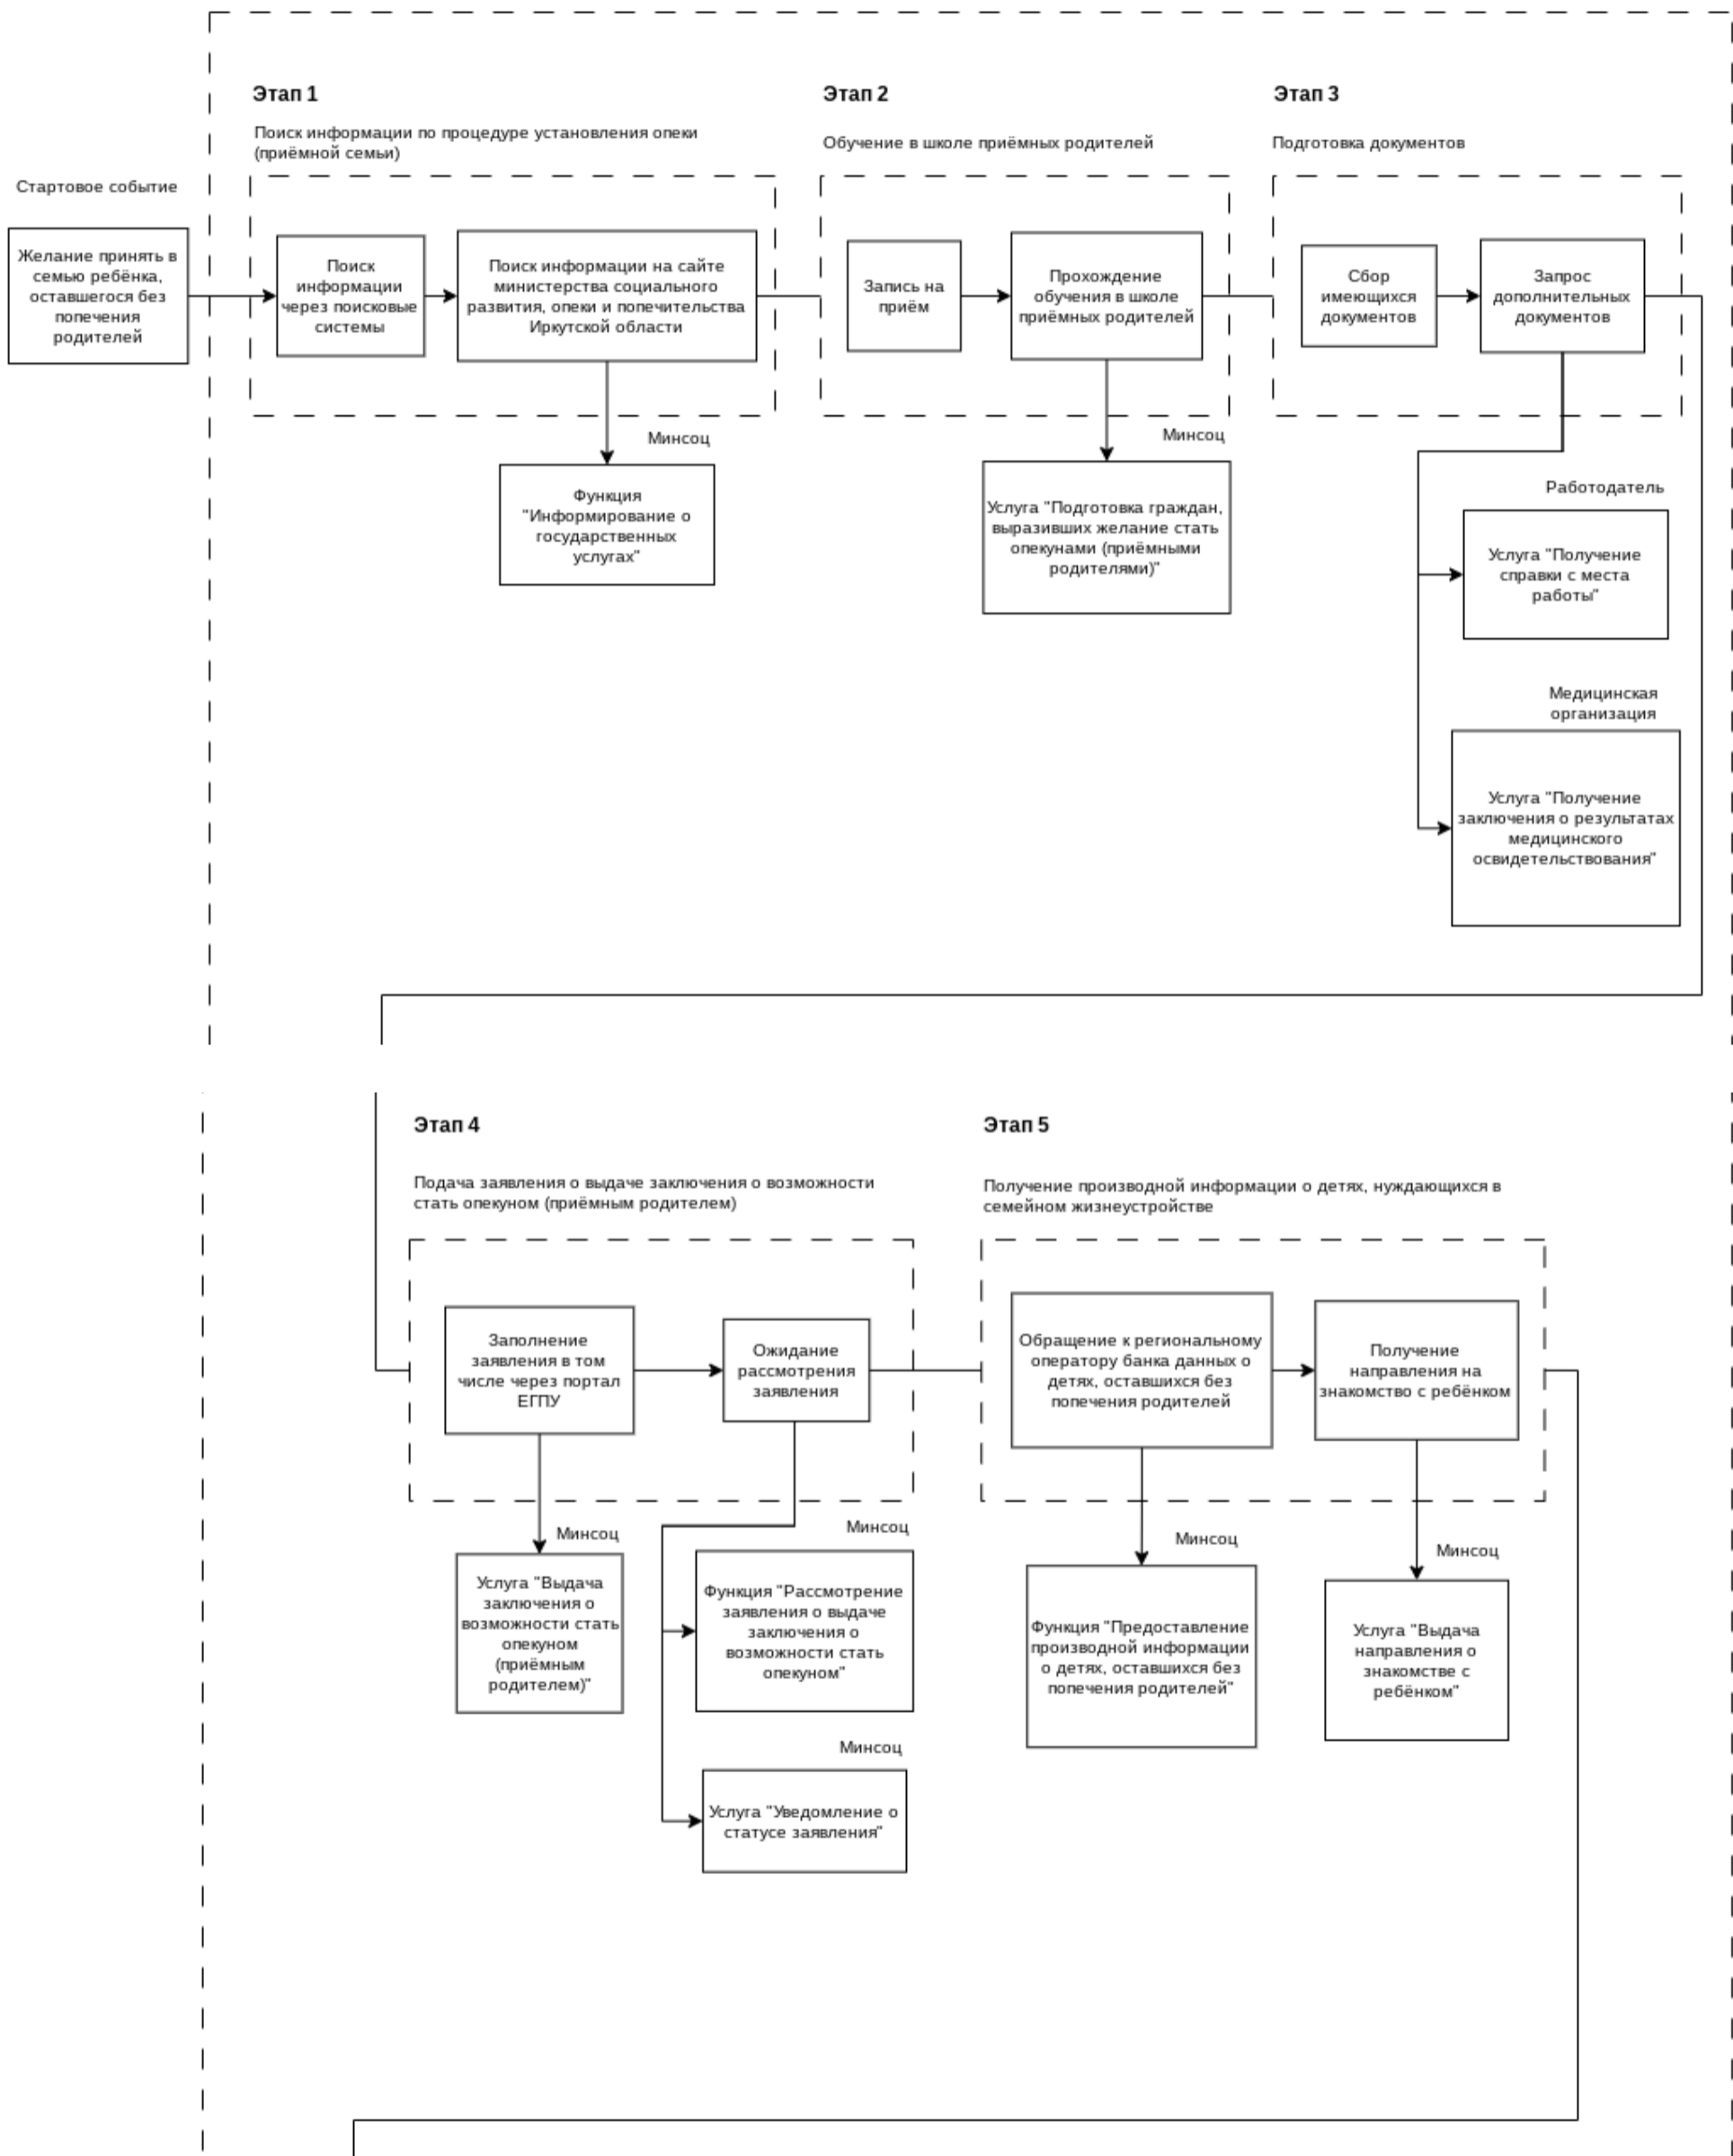 Этап 1
Поиск информации по процедуре установления опеки
(приёмной семьи)
Этап 2
Обучение в школе приёмных родителей
Этап 3
Подготовка документов
Стартовое событие
Желание принять в
семью ребёнка,
оставшегося без
попечения
родителей
Поиск
информации
через поисковые
системы
Поиск информации на сайте
министерства социального
развития, опеки и попечительства
Иркутской области
Запись на
приём
Прохождение
обучения в школе
приёмных родителей
Сбор
имеющихся
документов
Запрос
дополнительных
документов
Минсоц
Функция
"Информирование о
государственных
услугах"
Минсоц
Услуга "Подготовка граждан,
выразивших желание стать
опекунами (приёмными
родителями)"
Работодатель
Услуга "Получение
справки с места
работы"
Медицинская
организация
Услуга "Получение
заключения о результатах
медицинского
освидетельствования"
Этап 4
Подача заявления о выдаче заключения о возможности
стать опекуном (приёмным родителем)
Этап 5
Получение производной информации о детях, нуждающихся в
семейном жизнеустройстве
Заполнение
заявления в том
числе через портал
ЕГПУ
Ожидание
рассмотрения
заявления
Обращение к региональному
оператору банка данных о
детях, оставшихся без
попечения родителей
Получение
направления на
знакомство с ребёнком
Минсоц
Услуга "Выдача
заключения о
возможности стать
опекуном
(приёмным
родителем)"
Минсоц
Функция "Рассмотрение
заявления о выдаче
заключения о
возможности стать
опекуном"
Минсоц
Услуга "Уведомление о
статусе заявления"
Минсоц
Функция "Предоставление
производной информации
о детях, оставшихся без
попечения родителей"
Минсоц
Услуга "Выдача
направления о
знакомстве с
ребёнком"